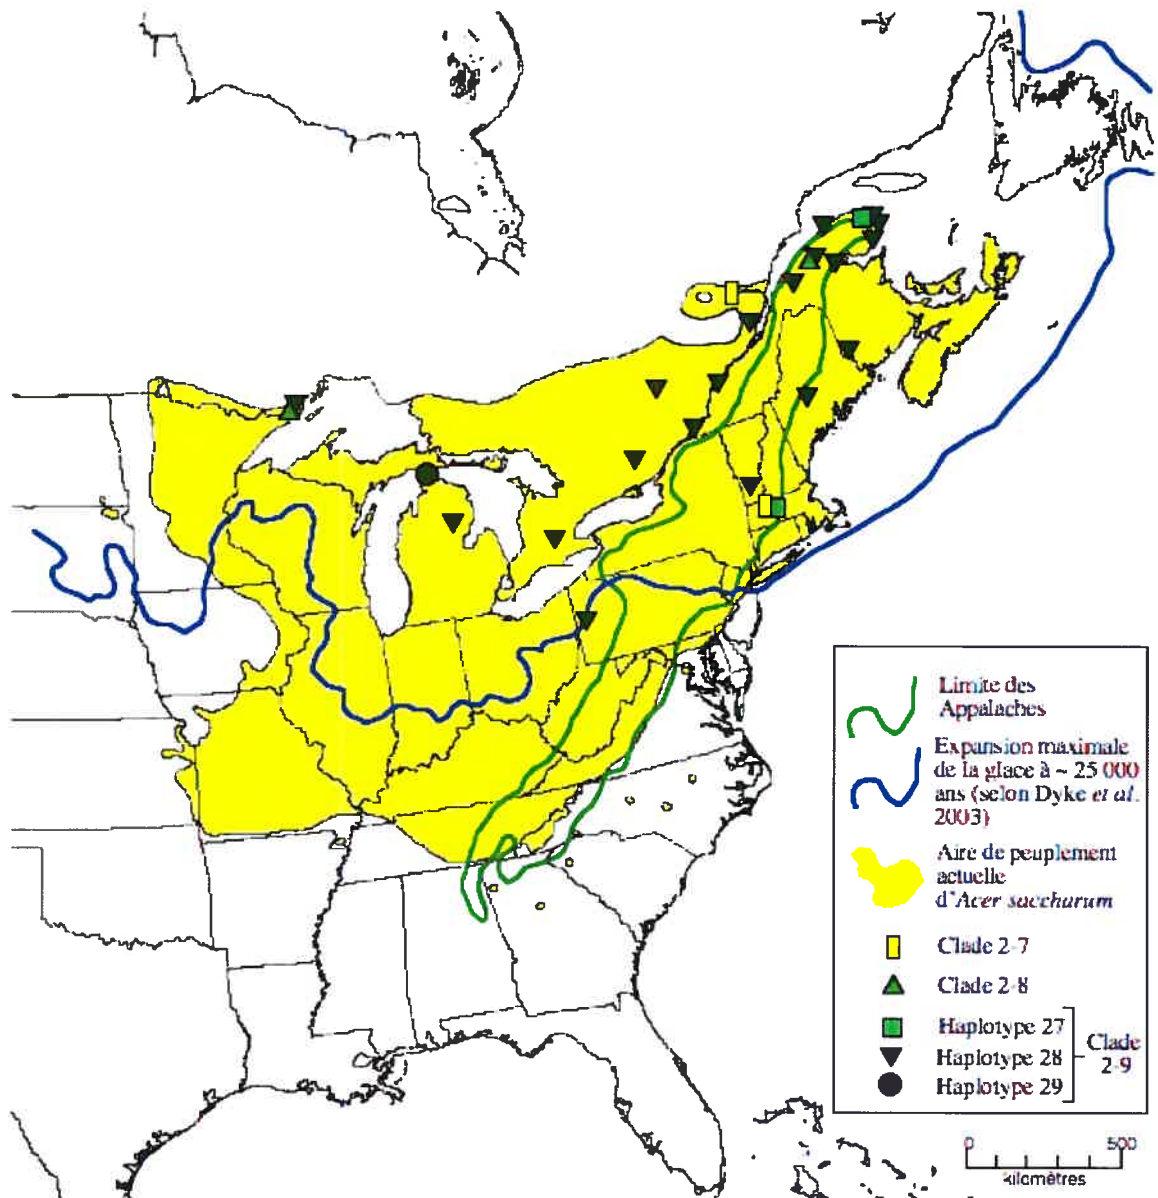 Limite des
Appalaches
Expansion maximale
de la glace à ~ 25 000
ans (selon Dyke et al.
2003)
Aire de peuplement
actuelle
d'Acer saccharum
Clade 2-7
Clade 2-8
Haplotype 27
Haplotype 28
Haplotype 29
Clade
2-9
0 500
kilomètres